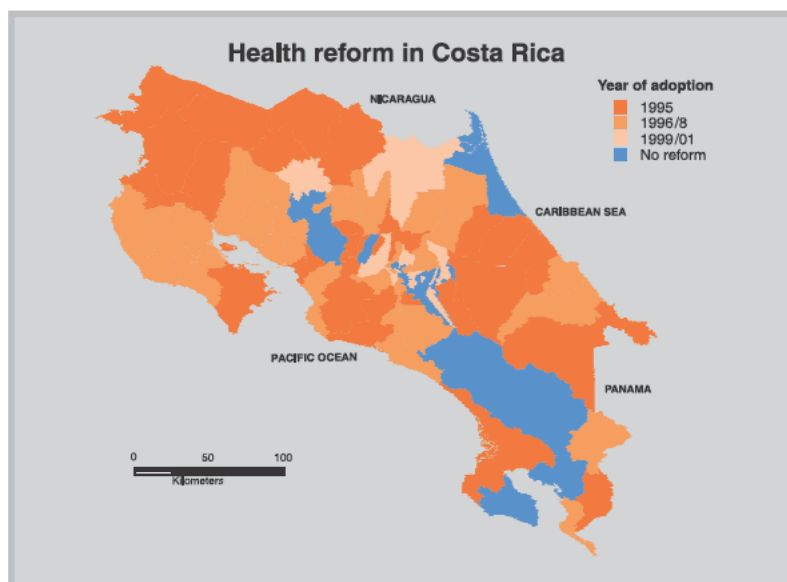 Health reform in Costa Rica
NICARAGUA
Year of adoption
1995
1996/8
1999/01
No reform
CARIBBEAN SEA
PACIFIC OCEAN
PANAMA
0 50 100
Kilometers